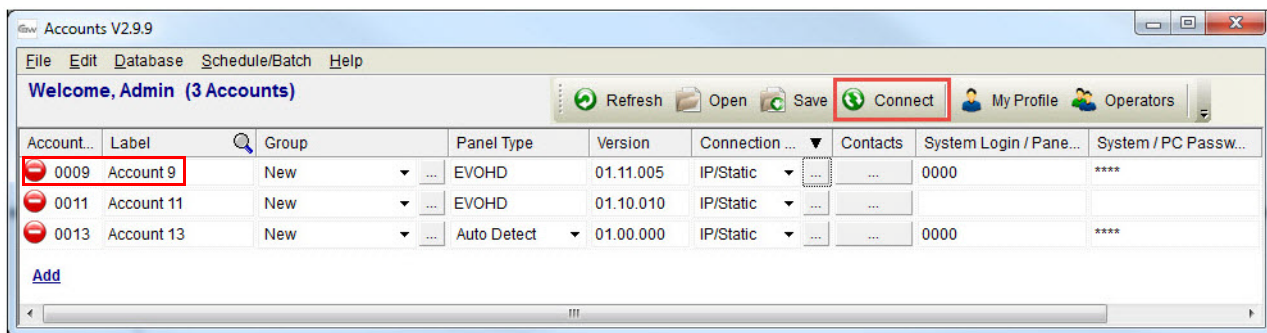 Accounts V2.9.9
File Edit Database Schedule/Batch Help
Welcome, Admin (3 Accounts) Refresh Open Save Connect My Profile Operators
Account... Label Group Panel Type Version Connection ... Contacts System Login / Pane... System / PC Passw...
0009 Account 9 New ... EVOHD 01.11.005 IP/Static ... ... 0000 ****
0011 Account 11 New ... EVOHD 01.10.010 IP/Static ... ...
0013 Account 13 New ... Auto Detect 01.00.000 IP/Static ... ... 0000 ****
Add